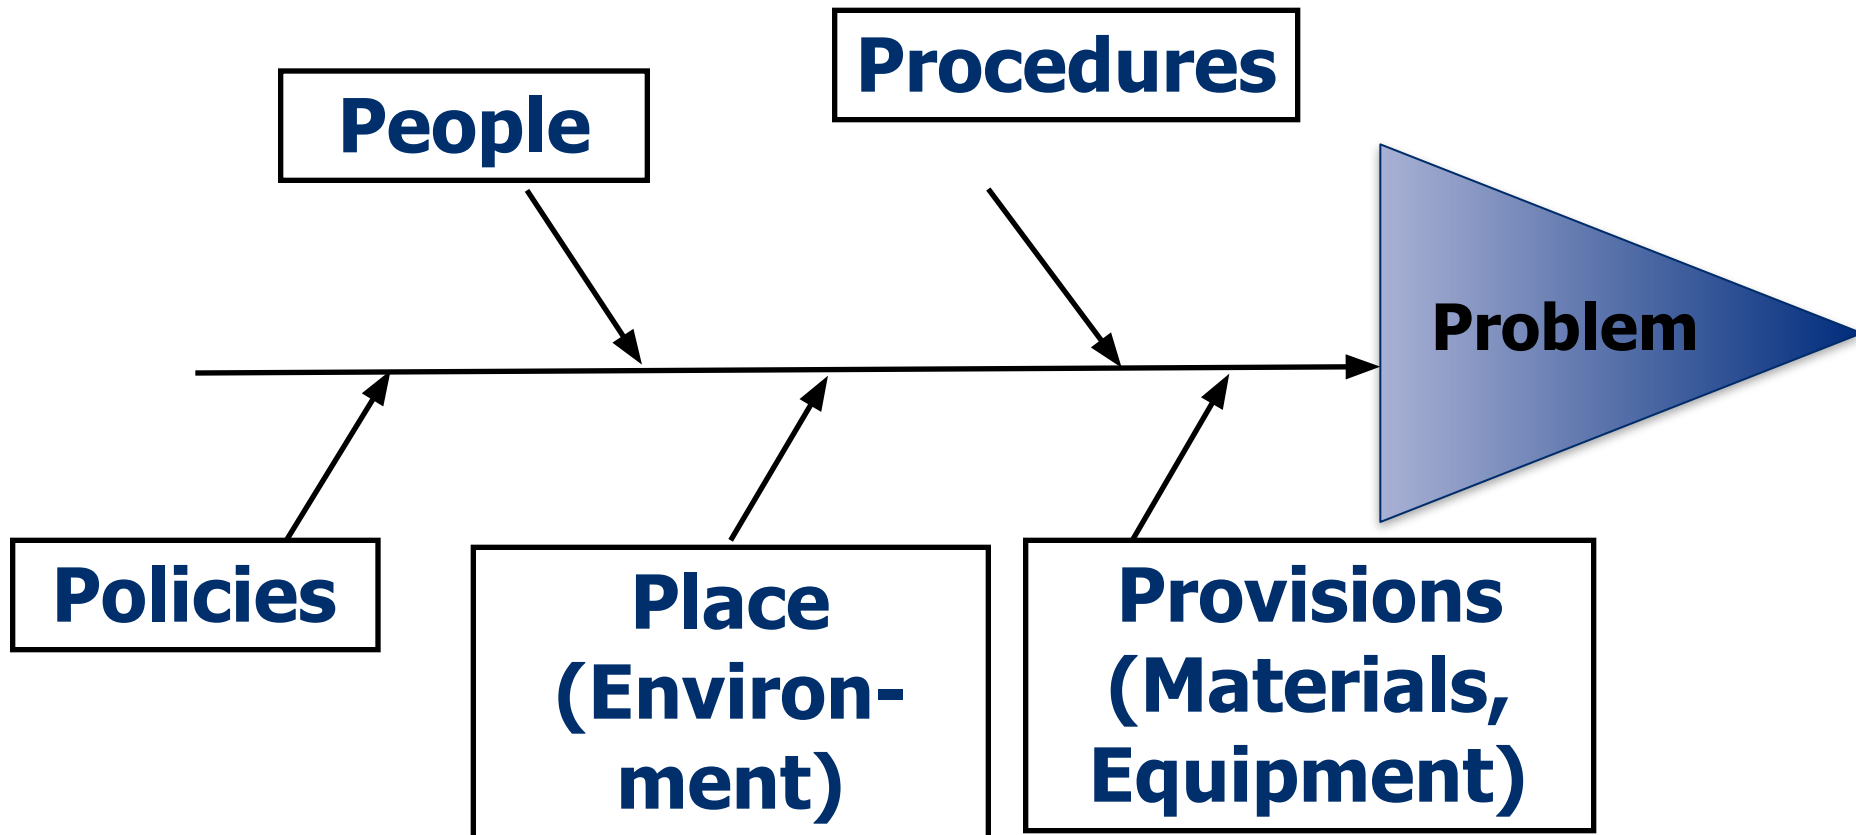 Procedures
People
Problem
Policies
Place
(Environ-
ment)
Provisions
(Materials,
Equipment)